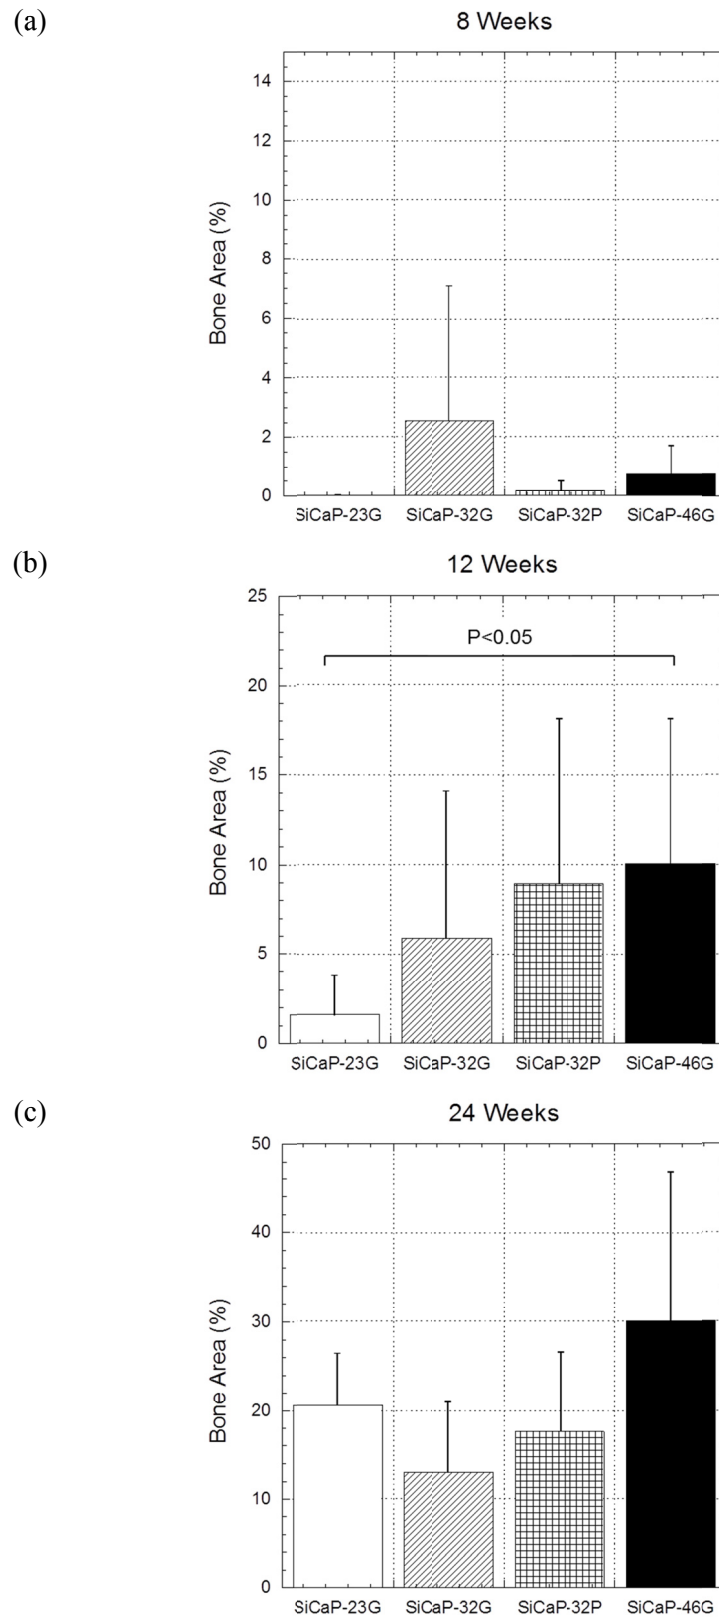 (a)
8 Weeks
14
12
10
8
6
4
2
0
Bone Area (%)
SiCaP-23G SiCaP-32G SiCaP-32P SiCaP-46G
(b)
12 Weeks
25
20
15
10
5
0
Bone Area (%)
P<0.05
SiCaP-23G SiCaP-32G SiCaP-32P SiCaP-46G
(c)
24 Weeks
50
40
30
20
10
0
Bone Area (%)
SiCaP-23G SiCaP-32G SiCaP-32P SiCaP-46G